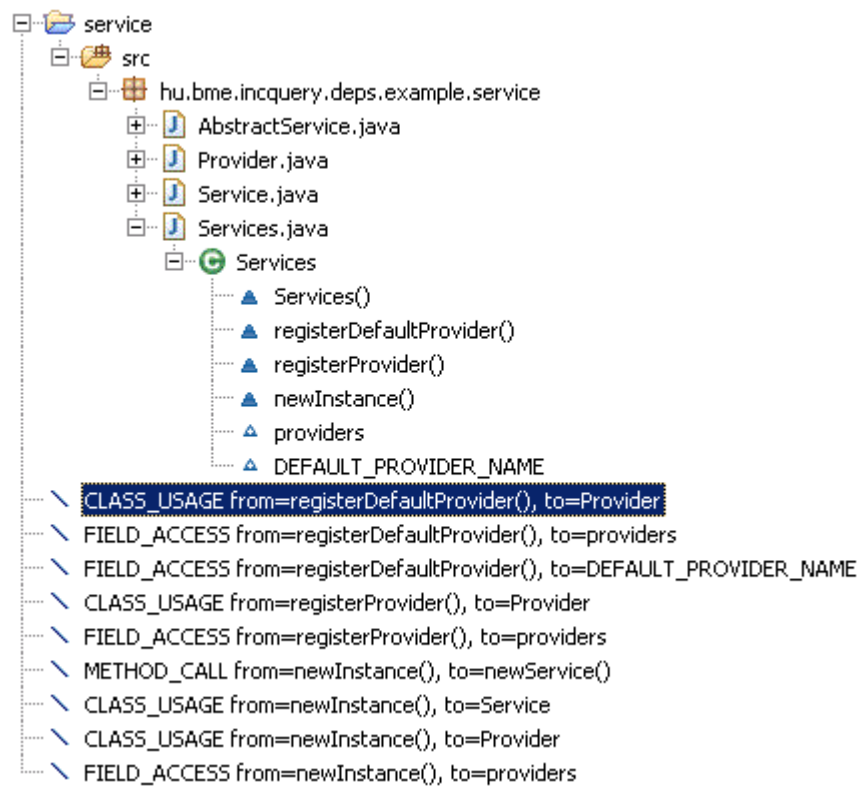 service
src
hu.bme.incquery.deps.example.service
AbstractService.java
Provider.java
Service.java
Services.java
Services
Services()
registerDefaultProvider()
registerProvider()
newInstance()
providers
DEFAULT_PROVIDER_NAME
CLASS_USAGE from=registerDefaultProvider(), to=Provider
FIELD_ACCESS from=registerDefaultProvider(), to=providers
FIELD_ACCESS from=registerDefaultProvider(), to=DEFAULT_PROVIDER_NAME
CLASS_USAGE from=registerProvider(), to=Provider
FIELD_ACCESS from=registerProvider(), to=providers
METHOD_CALL from=newInstance(), to=newService()
CLASS_USAGE from=newInstance(), to=Service
CLASS_USAGE from=newInstance(), to=Provider
FIELD_ACCESS from=newInstance(), to=providers